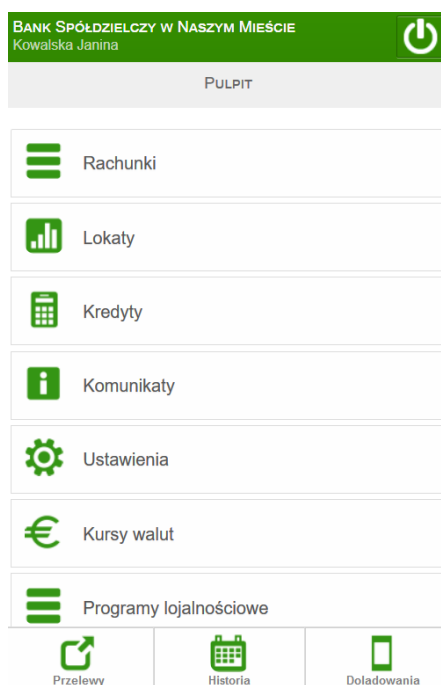 Bank Spółdzielczy w Naszym Mieście
Kowalska Janina
Pulpit
Rachunki
Lokaty
Kredyty
Komunikaty
Ustawienia
Kursy walut
Programy lojalnościowe
Przelewy Historia Doładowania